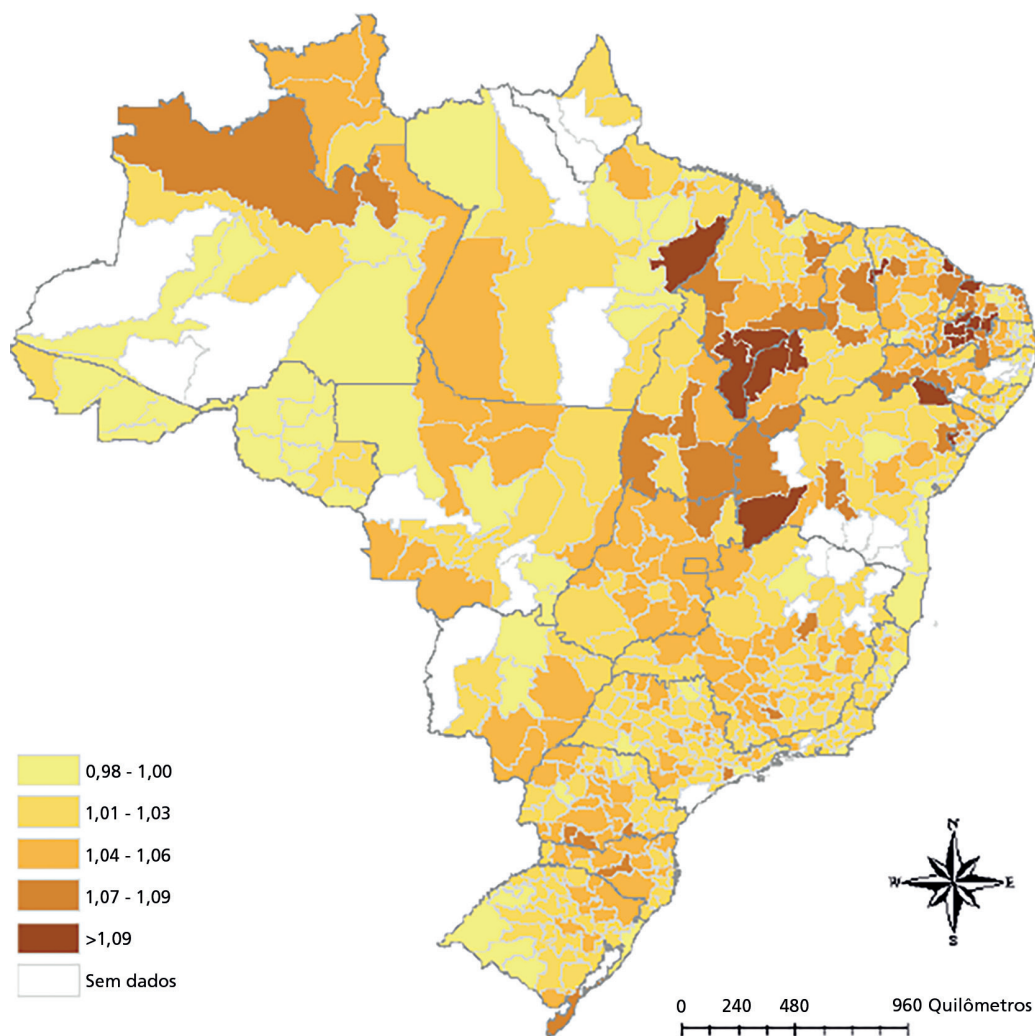 0,98 - 1,00
1,01 - 1,03
1,04 - 1,06
1,07 - 1,09
>1,09
Sem dados
N
W E
S
0 240 480 960 Quilômetros